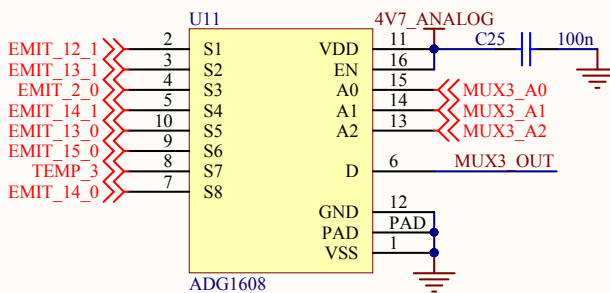 U11
4V7_ANALOG
EMIT_12_1 2 S1 VDD 11 C25 100n
EMIT_13_1 3 S2 EN 16
EMIT_2_0 4 S3 A0 15 MUX3_A0
EMIT_14_1 5 S4 A1 14 MUX3_A1
EMIT_13_0 10 S5 A2 13 MUX3_A2
EMIT_15_0 9 S6
TEMP_3 8 S7 D 6 MUX3_OUT
EMIT_14_0 7 S8
GND 12
PAD PAD
VSS 1
ADG1608